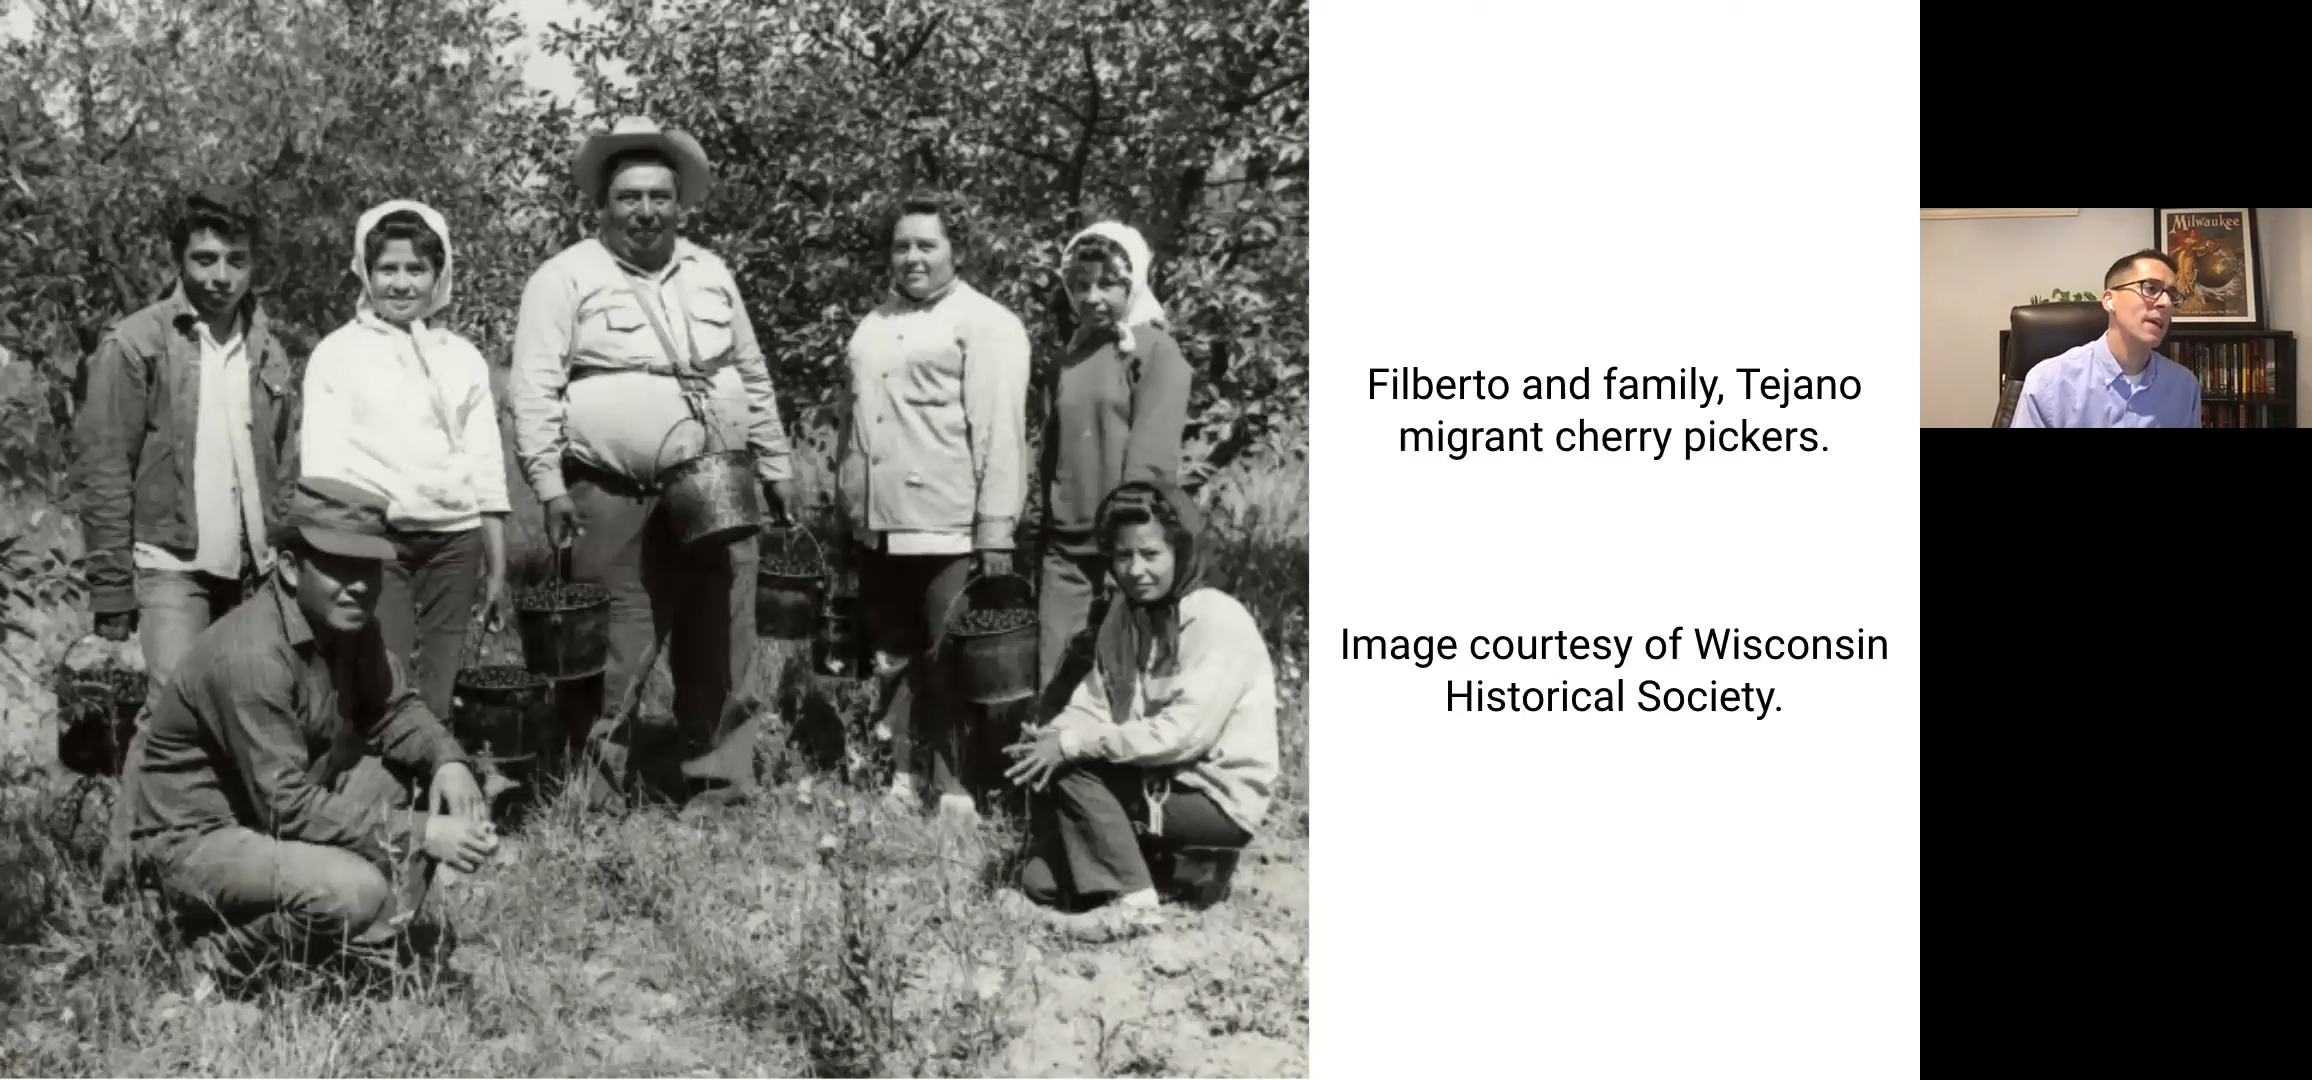 Filberto and family, Tejano
migrant cherry pickers.
Image courtesy of Wisconsin
Historical Society.
Milwaukee